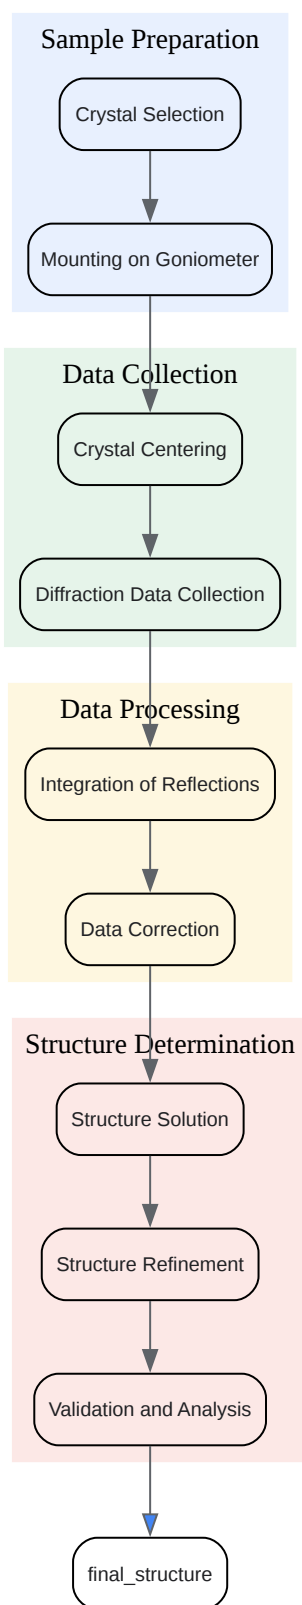 Sample Preparation
Crystal Selection
Mounting on Goniometer
Data Collection
Crystal Centering
Diffraction Data Collection
Data Processing
Integration of Reflections
Data Correction
Structure Determination
Structure Solution
Structure Refinement
Validation and Analysis
final_structure